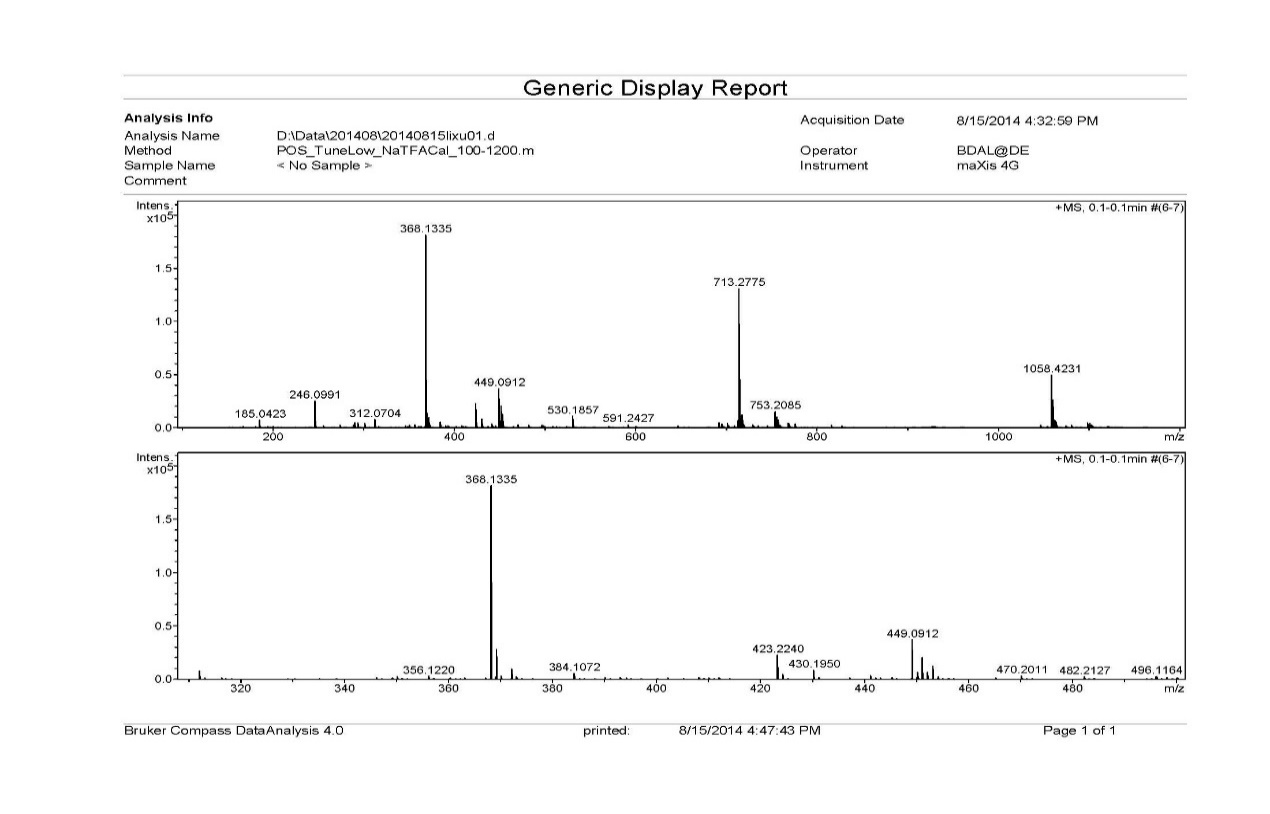 Generic Display Report
Analysis Info
Acquisition Date 8/15/2014 4:32:59 PM
Analysis Name D:\Data\201408\20140815lixu01.d
Method POS_TuneLow_NaTFACal_100-1200.m
Operator BDAL@DE
Sample Name < No Sample >
Instrument maXis 4G
Comment
Intens. +MS, 0.1-0.1min #(6-7)
x10⁵
368.1335
713.2775
1.5
1.0
0.5
1058.4231
449.0912
246.0991
753.2085
185.0423 312.0704 530.1857 591.2427
0.0
200 400 600 800 1000 m/z
Intens. +MS, 0.1-0.1min #(6-7)
x10⁵
368.1335
1.5
1.0
0.5
449.0912
423.2240
356.1220 384.1072 430.1950 470.2011 482.2127 496.1164
0.0
320 340 360 380 400 420 440 460 480 m/z
Bruker Compass DataAnalysis 4.0 printed: 8/15/2014 4:47:43 PM Page 1 of 1